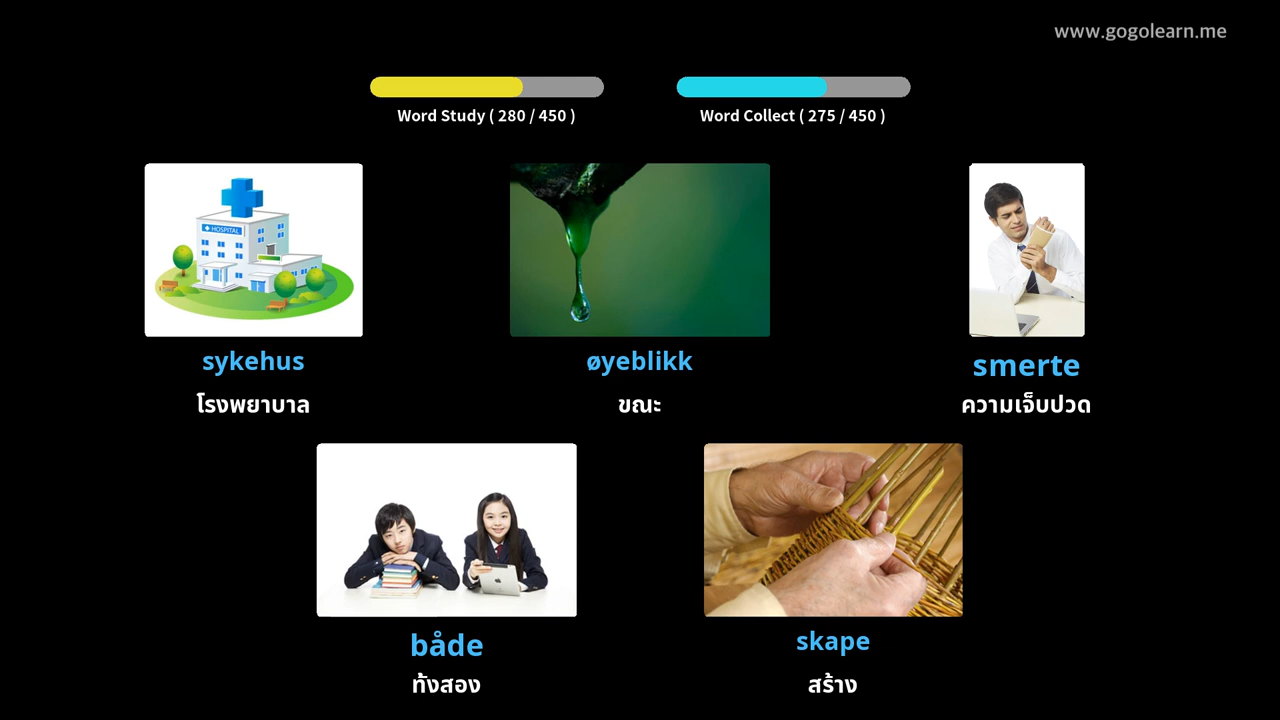 www.gogolearn.me
Word Study ( 280 / 450 )
Word Collect ( 275 / 450 )
HOSPITAL
sykehus
โรงพยาบาล
øyeblikk
ขณะ
smerte
ความเจ็บปวด
både
ทั้งสอง
skape
สร้าง